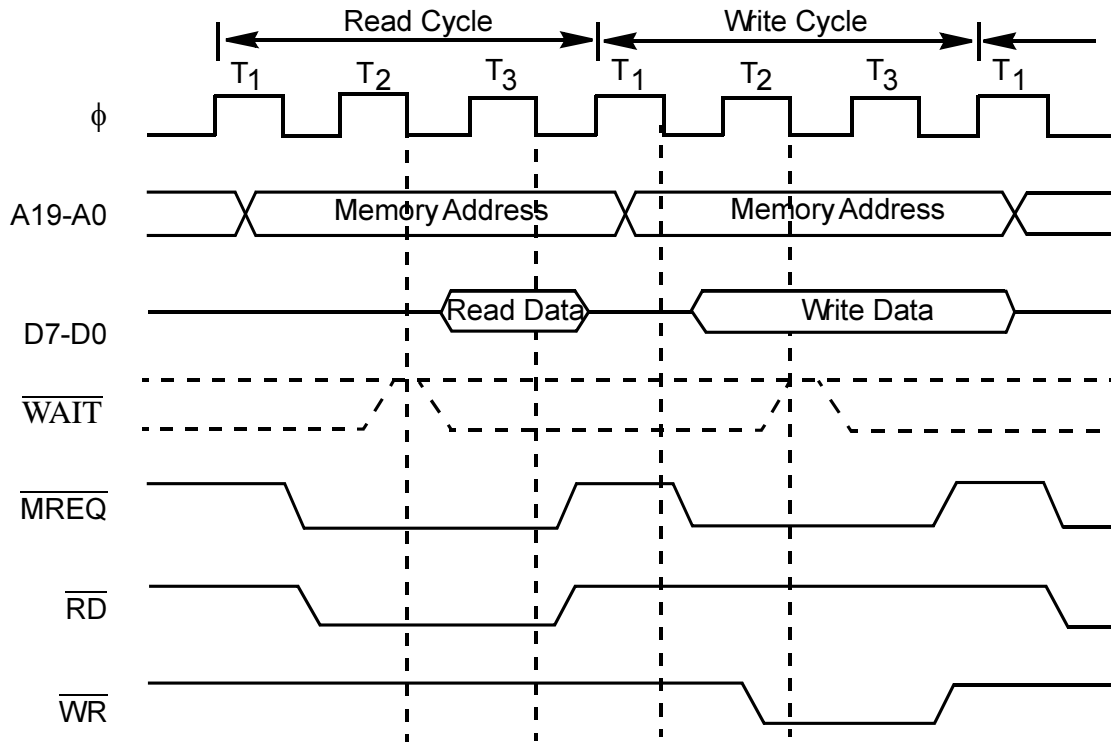 Read Cycle Write Cycle
T1 T2 T3 T1 T2 T3 T1
ϕ
A19-A0 Memory Address Memory Address
D7-D0 Read Data Write Data
WAIT
MREQ
RD
WR